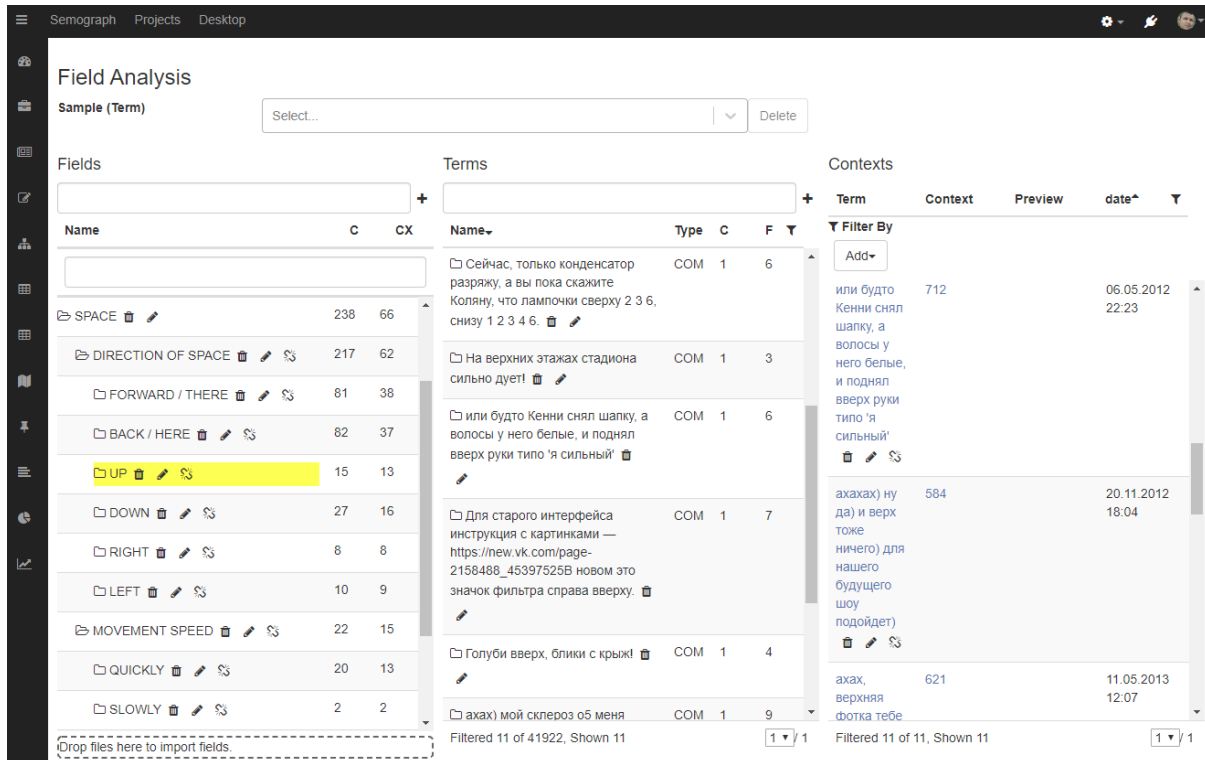 Semograph Projects Desktop
Field Analysis
Sample (Term)
Select...
Delete
Fields
Name C CX
SPACE 238 66
DIRECTION OF SPACE 217 62
FORWARD / THERE 81 38
BACK / HERE 82 37
UP 15 13
DOWN 27 16
RIGHT 8 8
LEFT 10 9
MOVEMENT SPEED 22 15
QUICKLY 20 13
SLOWLY 2 2
Drop files here to import fields.
Terms
Name Type C F
Сейчас, только конденсатор COM 1 6
разряжу, а вы пока скажите
Коляну, что лампочки сверху 2 3 6,
снизу 1 2 3 4 6.
На верхних этажах стадиона COM 1 3
сильно дует!
или будто Кенни снял шапку, а COM 1 6
волосы у него белые, и поднял
вверх руки типо 'я сильный'
Для старого интерфейса COM 1 7
инструкция с картинками —
https://new.vk.com/page-
2158488_45397525В новом это
значок фильтра справа вверху.
Голуби вверх, блики с крыж! COM 1 4
ахах) мой склероз об меня COM 1 9
Filtered 11 of 41922, Shown 11 1 / 1
Contexts
Term Context Preview date
Filter By
Add
или будто 712 06.05.2012
Кенни снял 22:23
шапку, а
волосы у
него белые,
и поднял
вверх руки
типо 'я
сильный'
ахахах) ну 584 20.11.2012
да) и верх 18:04
тоже
ничего) для
нашего
будущего
шоу
подойдет)
ахах, 621 11.05.2013
верхняя 12:07
фотка тебе
Filtered 11 of 11, Shown 11 1 / 1